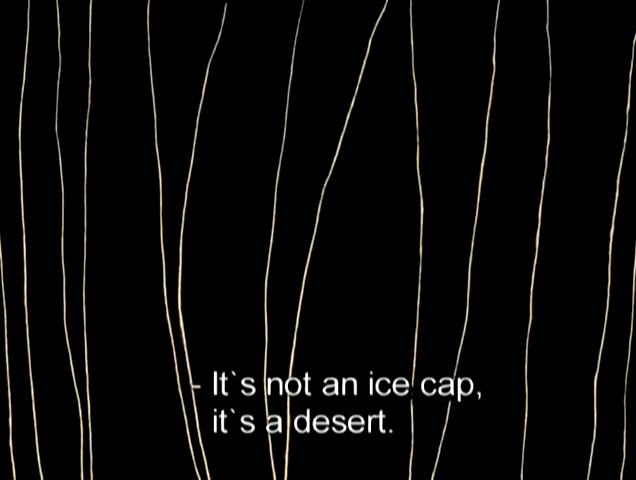 - It`s not an ice cap,
it`s a desert.